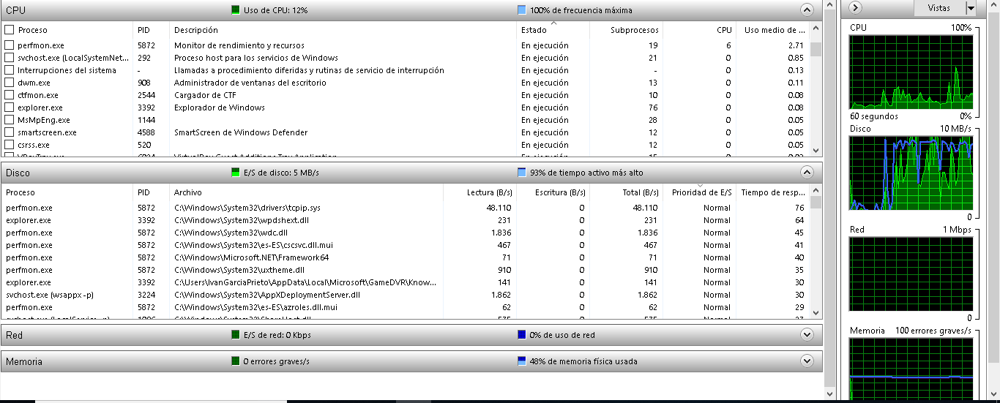 CPU Uso de CPU: 12% 100% de frecuencia máxima
Proceso PID Descripción Estado Subprocesos CPU Uso medio de ...
perfmon.exe 5872 Monitor de rendimiento y recursos En ejecución 19 6 2.71
svchost.exe (LocalSystemNet... 292 Proceso host para los servicios de Windows En ejecución 21 0 0.85
Interrupciones del sistema - Llamadas a procedimiento diferidas y rutinas de servicio de interrupción En ejecución - 0 0.13
dwm.exe 908 Administrador de ventanas del escritorio En ejecución 13 0 0.11
ctfmon.exe 2544 Cargador de CTF En ejecución 10 0 0.08
explorer.exe 3392 Explorador de Windows En ejecución 76 0 0.08
MsMpEng.exe 1144 En ejecución 28 0 0.05
smartscreen.exe 4588 SmartScreen de Windows Defender En ejecución 12 0 0.05
csrss.exe 520 En ejecución 12 0 0.05
Disco E/S de disco: 5 MB/s 93% de tiempo activo más alto
Proceso PID Archivo Lectura (B/s) Escritura (B/s) Total (B/s) Prioridad de E/S Tiempo de resp...
perfmon.exe 5872 C:\Windows\System32\drivers\tcpip.sys 48.110 0 48.110 Normal 76
explorer.exe 3392 C:\Windows\System32\wpdshext.dll 231 0 231 Normal 64
perfmon.exe 5872 C:\Windows\System32\wdc.dll 1.836 0 1.836 Normal 45
perfmon.exe 5872 C:\Windows\System32\es-ES\cscsvc.dll.mui 467 0 467 Normal 41
perfmon.exe 5872 C:\Windows\Microsoft.NET\Framework64 71 0 71 Normal 40
perfmon.exe 5872 C:\Windows\System32\uxtheme.dll 910 0 910 Normal 35
explorer.exe 3392 C:\Users\IvanGarciaPrieto\AppData\Local\Microsoft\GameDVR\Know... 141 0 141 Normal 30
svchost.exe (wsappx -p) 3224 C:\Windows\System32\AppXDeploymentServer.dll 1.862 0 1.862 Normal 30
perfmon.exe 5872 C:\Windows\System32\es-ES\azroles.dll.mui 62 0 62 Normal 29
Red E/S de red: 0 Kbps 0% de uso de red
Memoria 0 errores graves/s 48% de memoria física usada
Vistas
CPU 100%
60 segundos 0%
Disco 10 MB/s
0
Red 1 Mbps
0
Memoria 100 errores graves/s